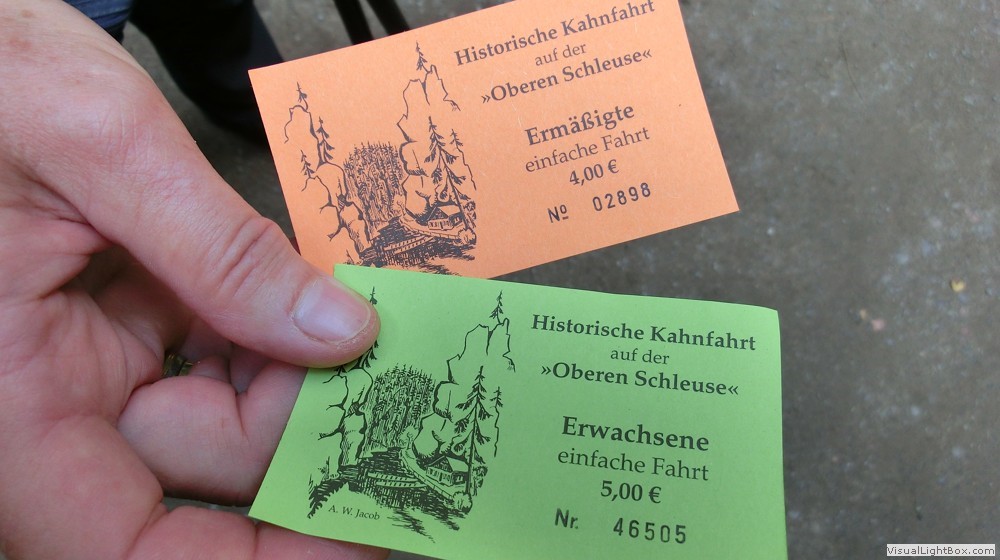 Historische Kahnfahrt
auf der
»Oberen Schleuse«
Ermäßigte
einfache Fahrt
4,00 €
№ 02898
Historische Kahnfahrt
auf der
»Oberen Schleuse«
Erwachsene
einfache Fahrt
5,00 €
Nr. 46505
A. W. Jacob
VisualLightBox.com